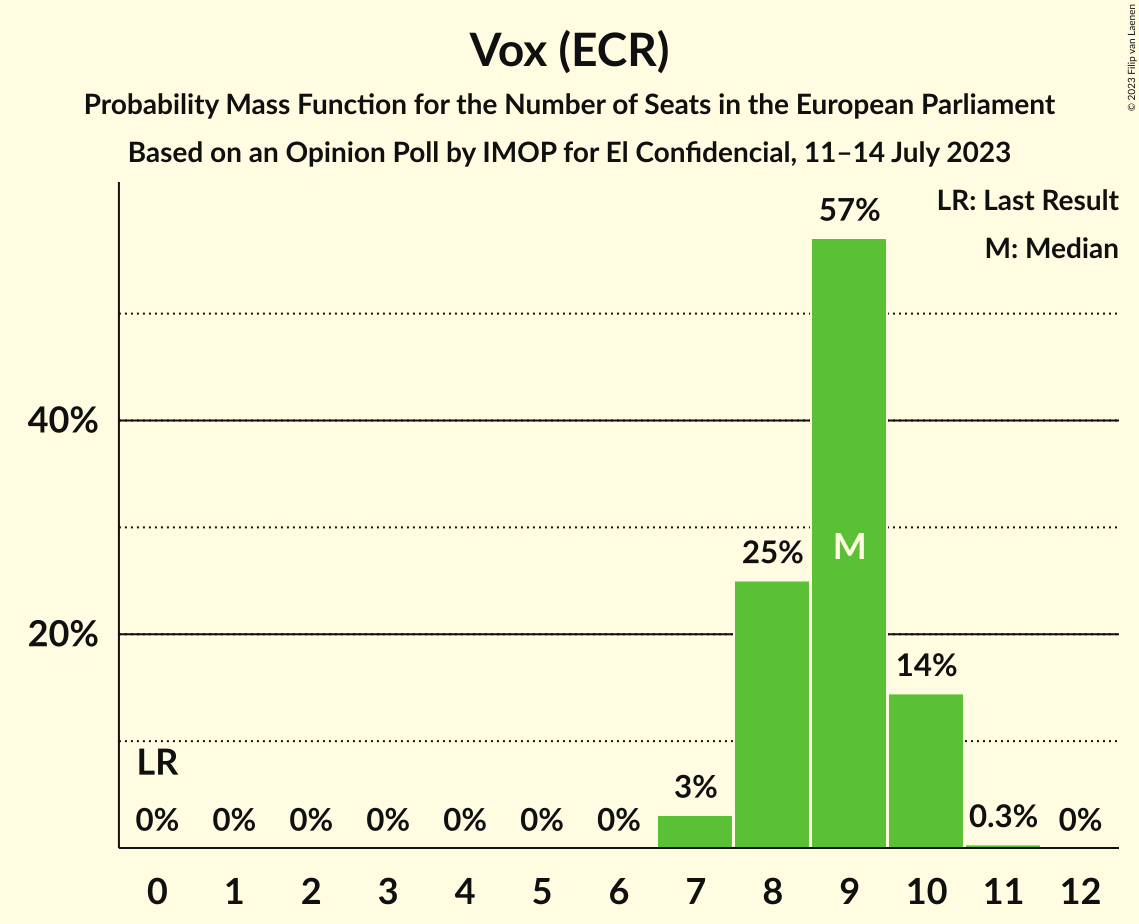 Vox (ECR)
Probability Mass Function for the Number of Seats in the European Parliament
Based on an Opinion Poll by IMOP for El Confidencial, 11–14 July 2023
© 2023 Filip van Laenen
LR: Last Result
M: Median
57%
40%
25%
M
20%
14%
LR
3%
0% 0% 0% 0% 0% 0% 0% 0.3% 0%
0 1 2 3 4 5 6 7 8 9 10 11 12